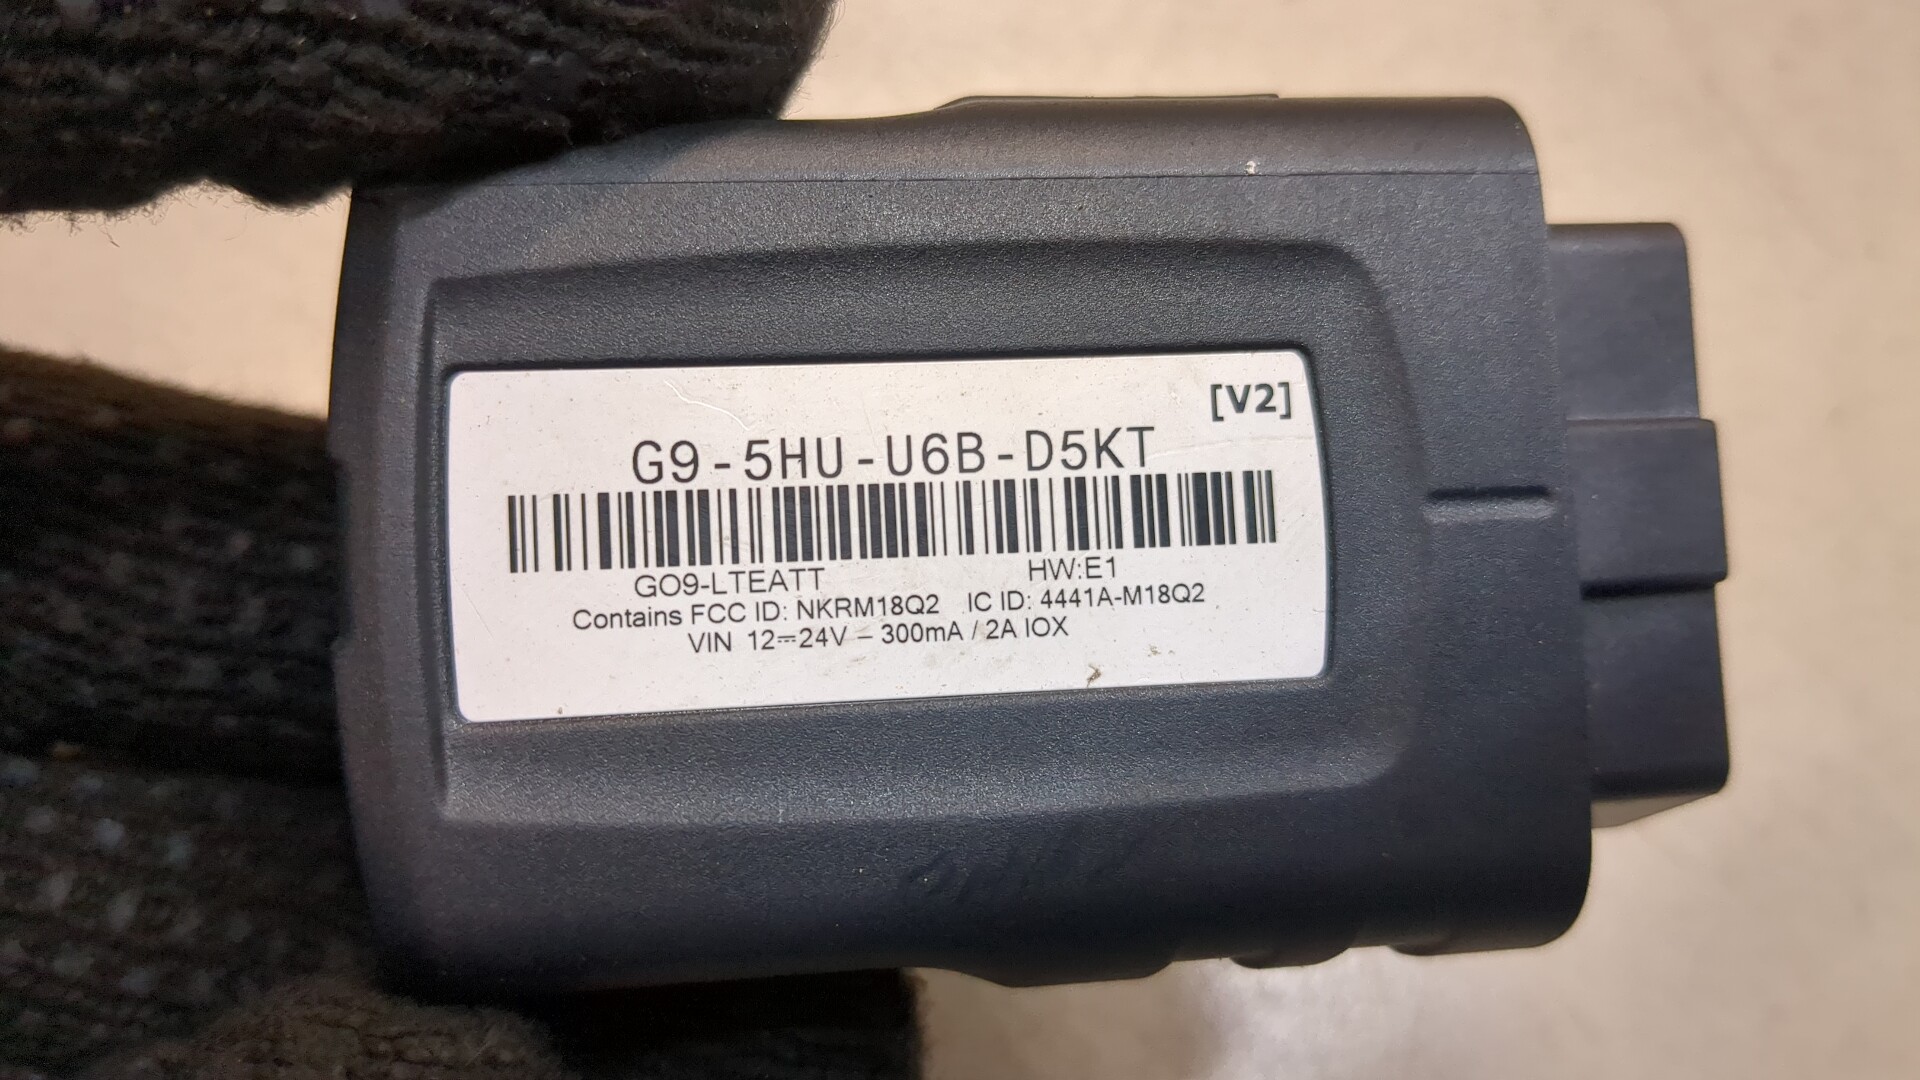 [V2]
G9-5HU-U6B-D5KT
GO9-LTEATT HW:E1
Contains FCC ID: NKRM18Q2 IC ID: 4441A-M18Q2
VIN 12⎓24V – 300mA / 2A IOX